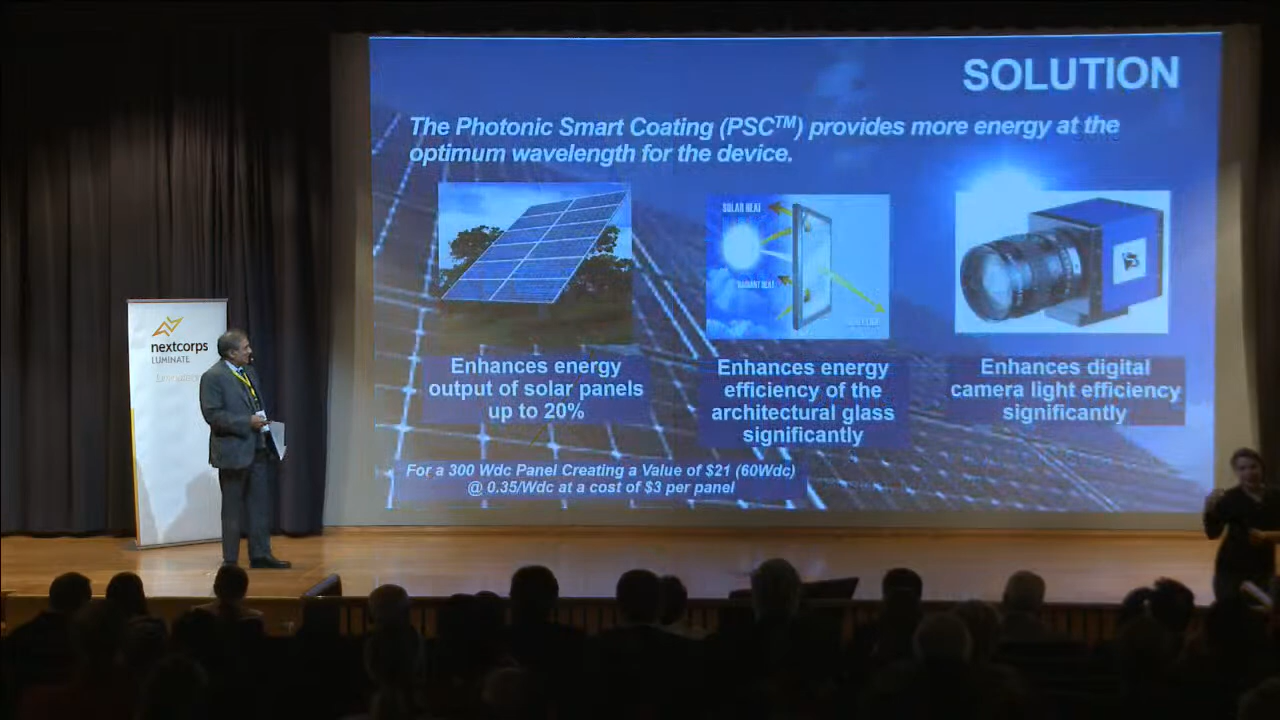 SOLUTION
The Photonic Smart Coating (PSC™) provides more energy at the
optimum wavelength for the device.
SOLAR HEAT
RADIANT HEAT
Enhances energy
output of solar panels
up to 20%
Enhances energy
efficiency of the
architectural glass
significantly
Enhances digital
camera light efficiency
significantly
For a 300 Wdc Panel Creating a Value of $21 (60Wdc)
@ 0.35/Wdc at a cost of $3 per panel
nextcorps
LUMINATE